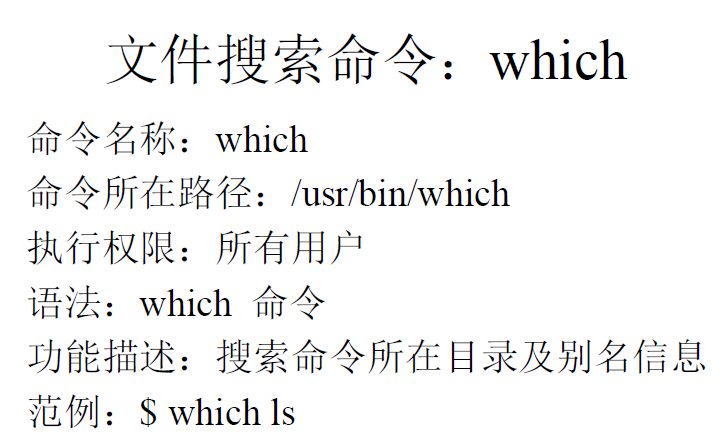 文件搜索命令：which
命令名称：which
命令所在路径：/usr/bin/which
执行权限：所有用户
语法：which 命令
功能描述：搜索命令所在目录及别名信息
范例：$ which ls